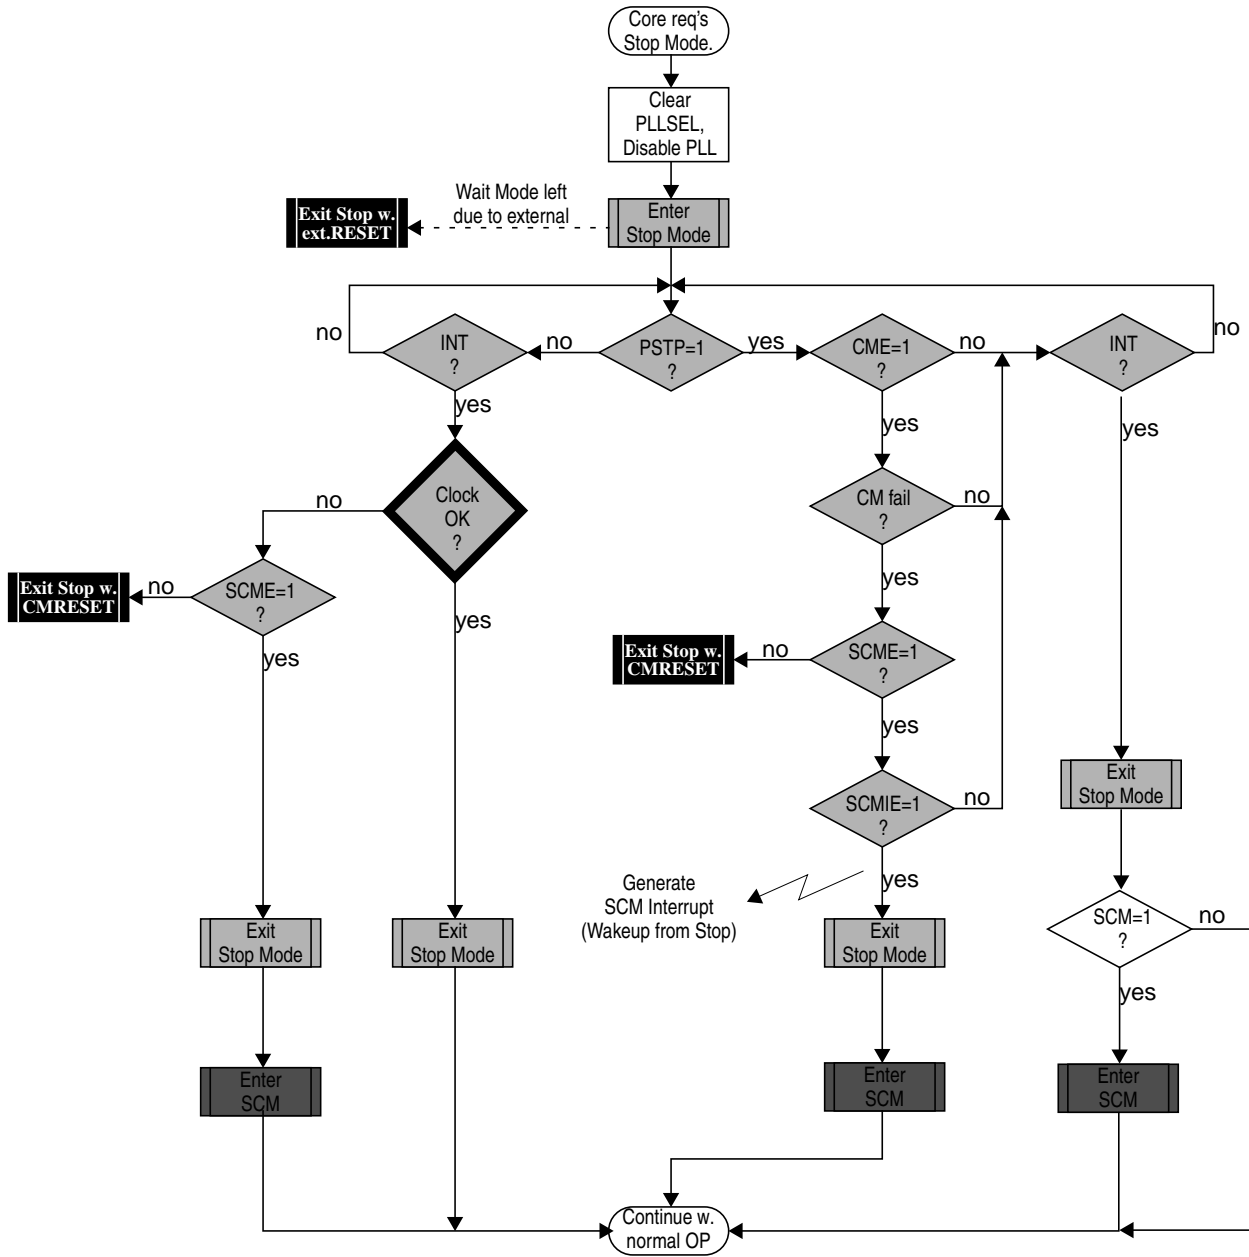 Core req's
Stop Mode.
Clear
PLLSEL,
Disable PLL
Wait Mode left
due to external
Exit Stop w.
ext.RESET
Enter
Stop Mode
no
INT
?
no
PSTP=1
?
yes
CME=1
?
no
INT
?
no
yes
yes
yes
no
Clock
OK
?
CM fail
?
no
Exit Stop w.
CMRESET
no
SCME=1
?
yes
yes
yes
Exit Stop w.
CMRESET
no
SCME=1
?
yes
Exit
Stop Mode
SCMIE=1
?
no
Generate
SCM Interrupt
(Wakeup from Stop)
yes
SCM=1
?
no
Exit
Stop Mode
Exit
Stop Mode
Exit
Stop Mode
yes
Enter
SCM
Enter
SCM
Enter
SCM
Continue w.
normal OP